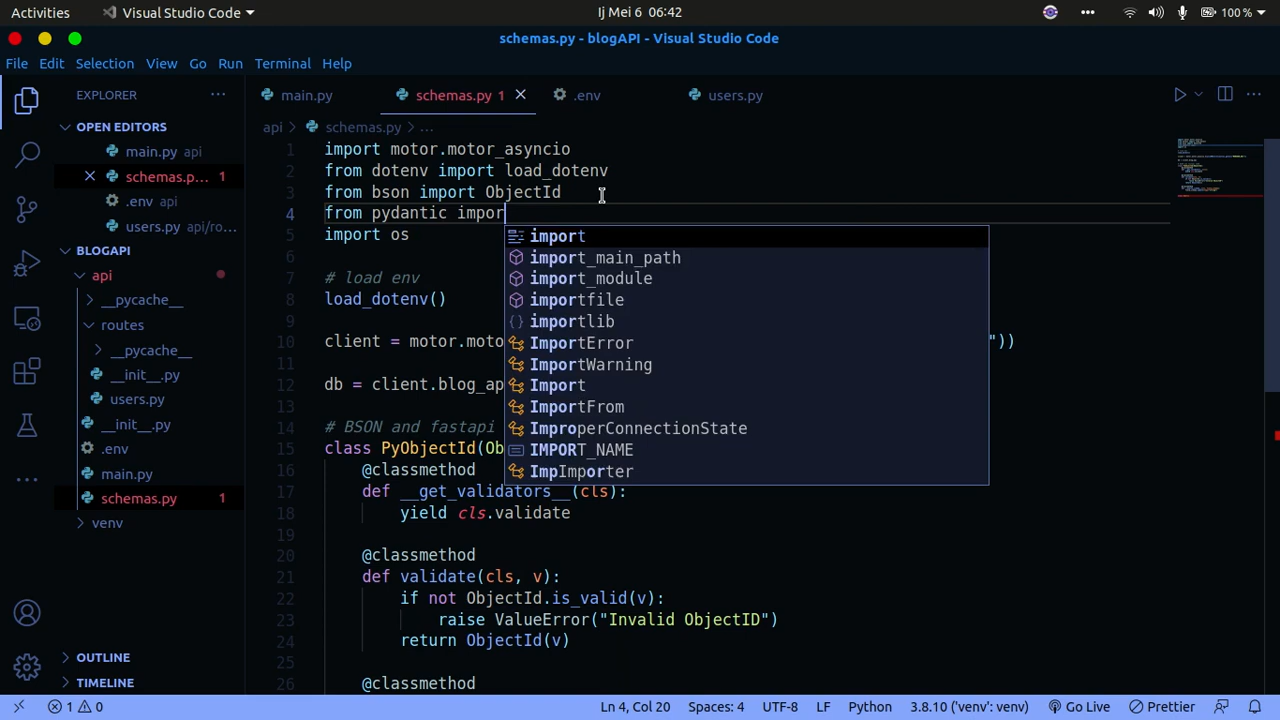 Activities Visual Studio Code Ij Mei 6 06:42 100 %
schemas.py - blogAPI - Visual Studio Code
File Edit Selection View Go Run Terminal Help
EXPLORER
OPEN EDITORS
main.py api
schemas.p... 1
.env api
users.py api/ro...
BLOGAPI
api
__pycache__
routes
__pycache__
__init__.py
users.py
__init__.py
.env
main.py
schemas.py 1
venv
OUTLINE
TIMELINE
main.py schemas.py 1 .env users.py
api > schemas.py > ...
1 import motor.motor_asyncio
2 from dotenv import load_dotenv
3 from bson import ObjectId
4 from pydantic impor
5 import os
6
7 # load env
8 load_dotenv()
9
10 client = motor.moto "))
11
12 db = client.blog_ap
13
14 # BSON and fastapi
15 class PyObjectId(Ob
16 @classmethod
17 def __get_validators__(cls):
18 yield cls.validate
19
20 @classmethod
21 def validate(cls, v):
22 if not ObjectId.is_valid(v):
23 raise ValueError("Invalid ObjectID")
24 return ObjectId(v)
25
26 @classmethod
import
import_main_path
import_module
importfile
importlib
ImportError
ImportWarning
Import
ImportFrom
ImproperConnectionState
IMPORT_NAME
ImpImporter
1 0 Ln 4, Col 20 Spaces: 4 UTF-8 LF Python 3.8.10 ('venv': venv) Go Live Prettier